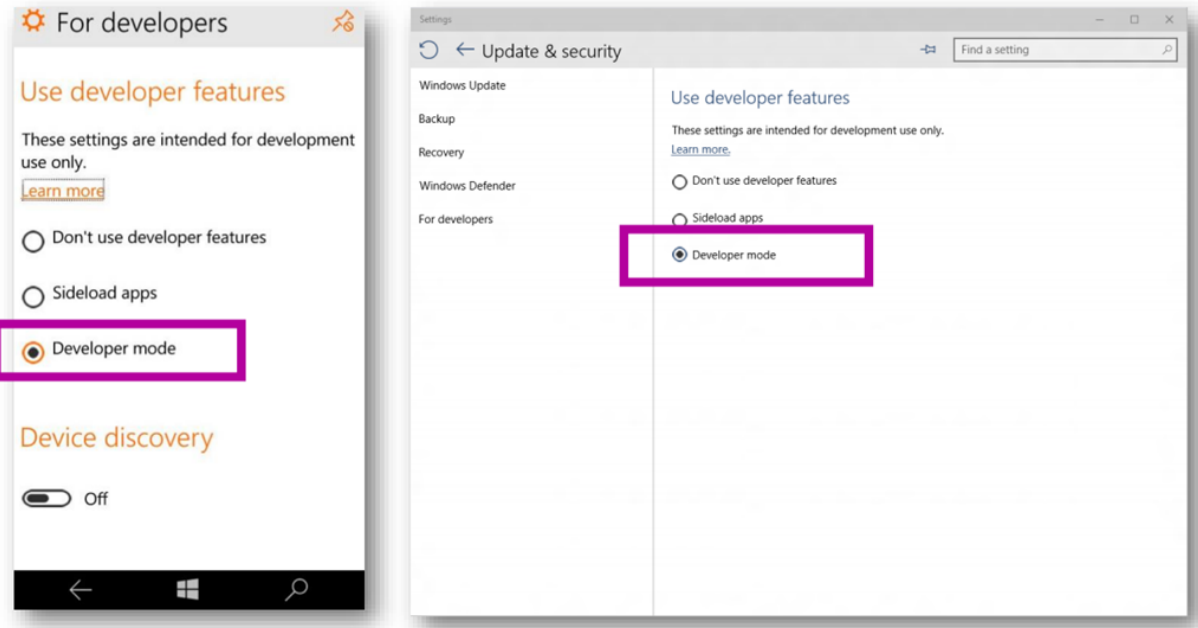 For developers
Use developer features
These settings are intended for development
use only.
Learn more
Don't use developer features
Sideload apps
Developer mode
Device discovery
Off
Settings
Update & security
Find a setting
Windows Update
Backup
Recovery
Windows Defender
For developers
Use developer features
These settings are intended for development use only.
Learn more.
Don't use developer features
Sideload apps
Developer mode